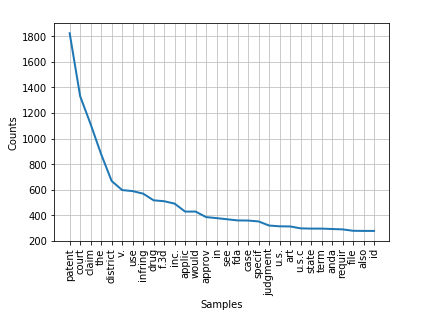 1800
1600
1400
1200
1000
800
600
400
200
Counts
patent
court
claim
the
district
v.
use
infring
drug
f.3d
inc.
applic
would
approv
in
see
fda
case
specif
judgment
u.s.
art
u.s.c
state
term
anda
requir
file
also
id
Samples